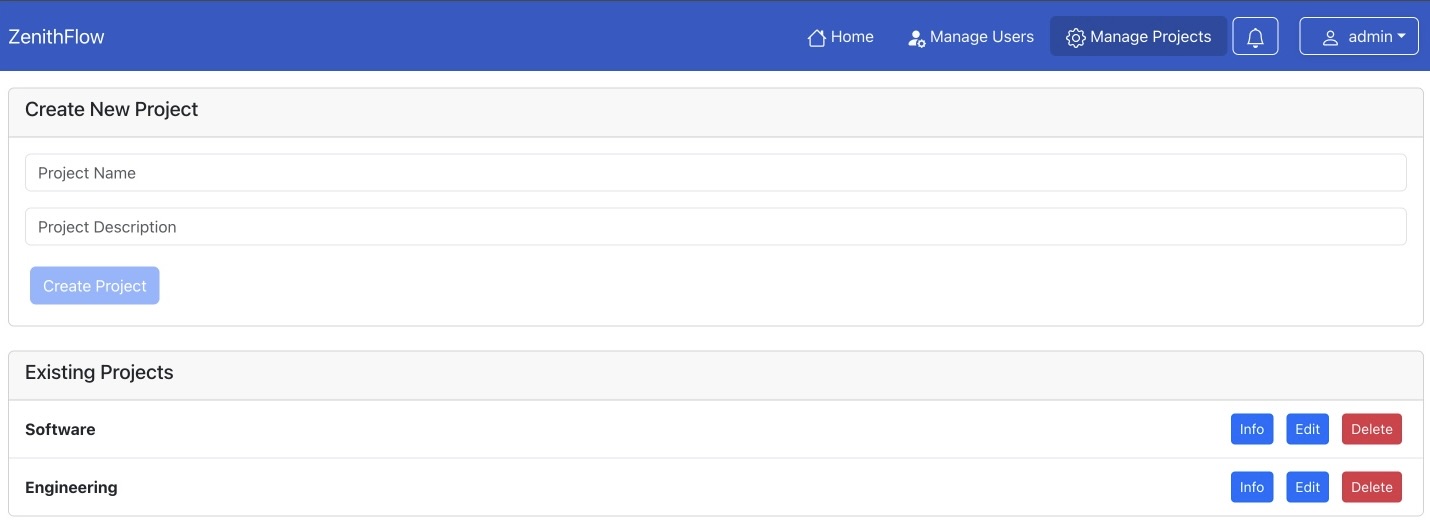 ZenithFlow Home Manage Users Manage Projects admin
Create New Project
Project Name
Project Description
Create Project
Existing Projects
Software Info Edit Delete
Engineering Info Edit Delete